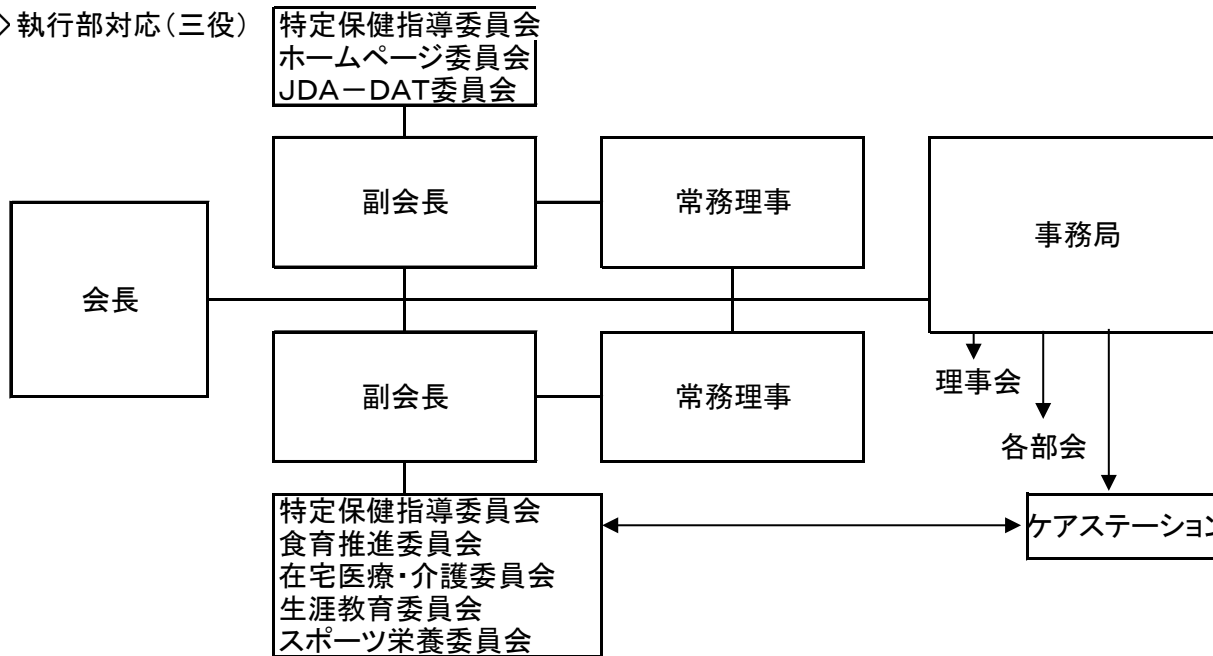 執行部対応(三役)
特定保健指導委員会
ホームページ委員会
JDA-DAT委員会
副会長
常務理事
事務局
会長
副会長
常務理事
理事会
各部会
特定保健指導委員会
食育推進委員会
在宅医療・介護委員会
生涯教育委員会
スポーツ栄養委員会
ケアステーション